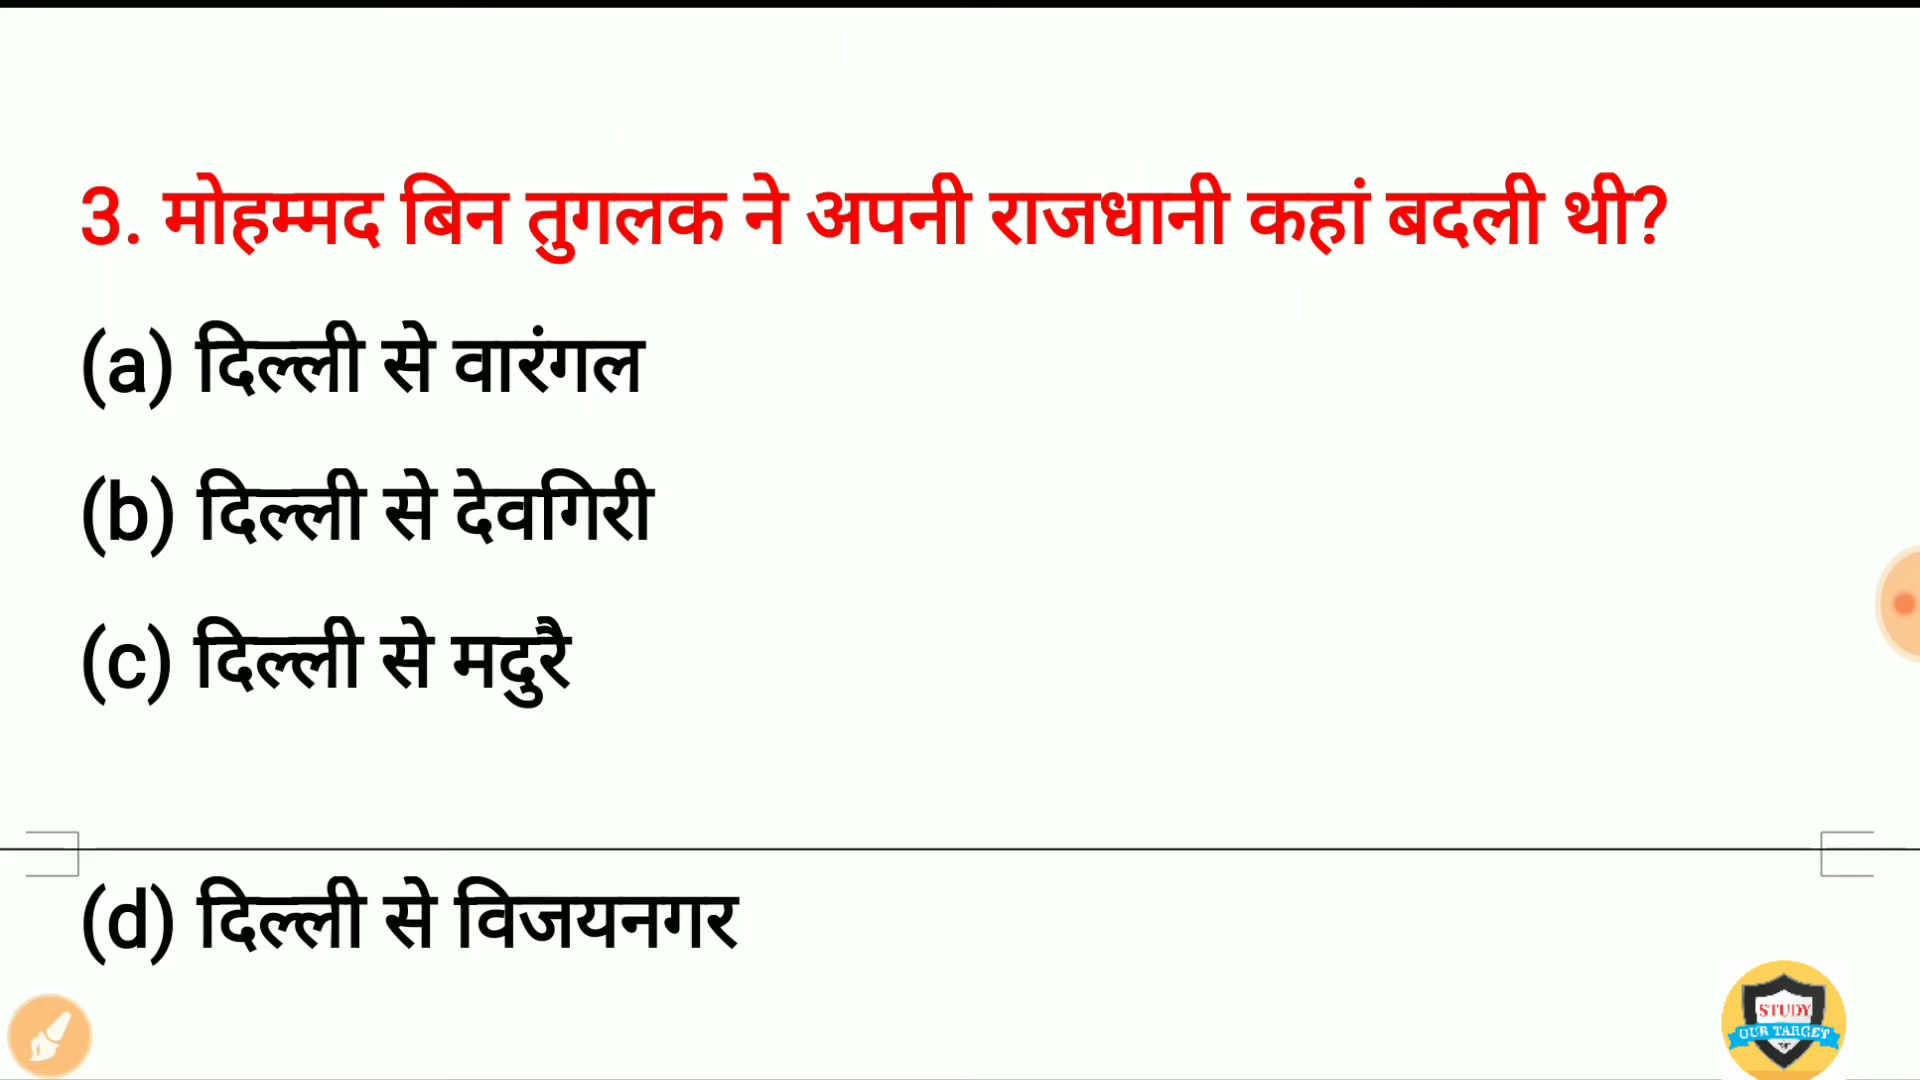 3. मोहम्मद बिन तुगलक ने अपनी राजधानी कहां बदली थी?
(a) दिल्ली से वारंगल
(b) दिल्ली से देवगिरी
(c) दिल्ली से मदुरै
(d) दिल्ली से विजयनगर
STUDY
OUR TARGET